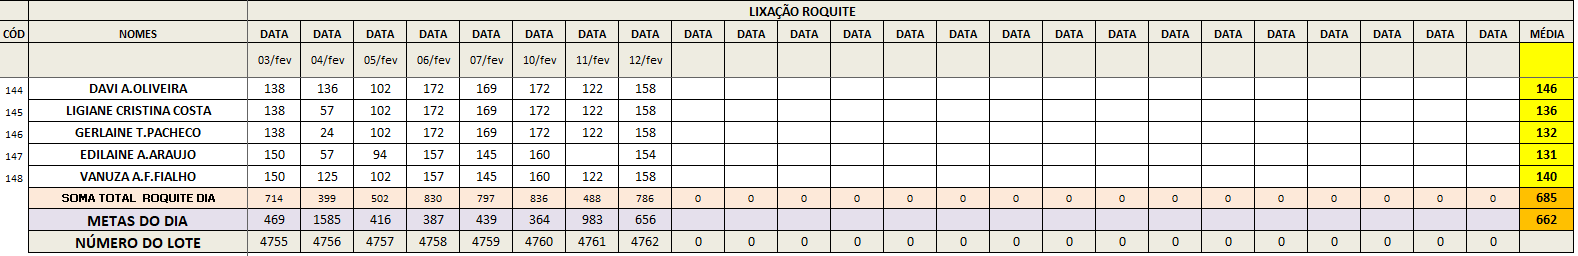 LIXAÇÃO ROQUITE
CÓD NOMES DATA DATA DATA DATA DATA DATA DATA DATA DATA DATA DATA DATA DATA DATA DATA DATA DATA DATA DATA DATA DATA DATA DATA DATA MÉDIA
03/fev 04/fev 05/fev 06/fev 07/fev 10/fev 11/fev 12/fev
144 DAVI A.OLIVEIRA 138 136 102 172 169 172 122 158 146
145 LIGIANE CRISTINA COSTA 138 57 102 172 169 172 122 158 136
146 GERLAINE T.PACHECO 138 24 102 172 169 172 122 158 132
147 EDILAINE A.ARAUJO 150 57 94 157 145 160 154 131
148 VANUZA A.F.FIALHO 150 125 102 157 145 160 122 158 140
SOMA TOTAL ROQUITE DIA 714 399 502 830 797 836 488 786 0 0 0 0 0 0 0 0 0 0 0 0 0 0 0 0 685
METAS DO DIA 469 1585 416 387 439 364 983 656 662
NÚMERO DO LOTE 4755 4756 4757 4758 4759 4760 4761 4762 0 0 0 0 0 0 0 0 0 0 0 0 0 0 0 0